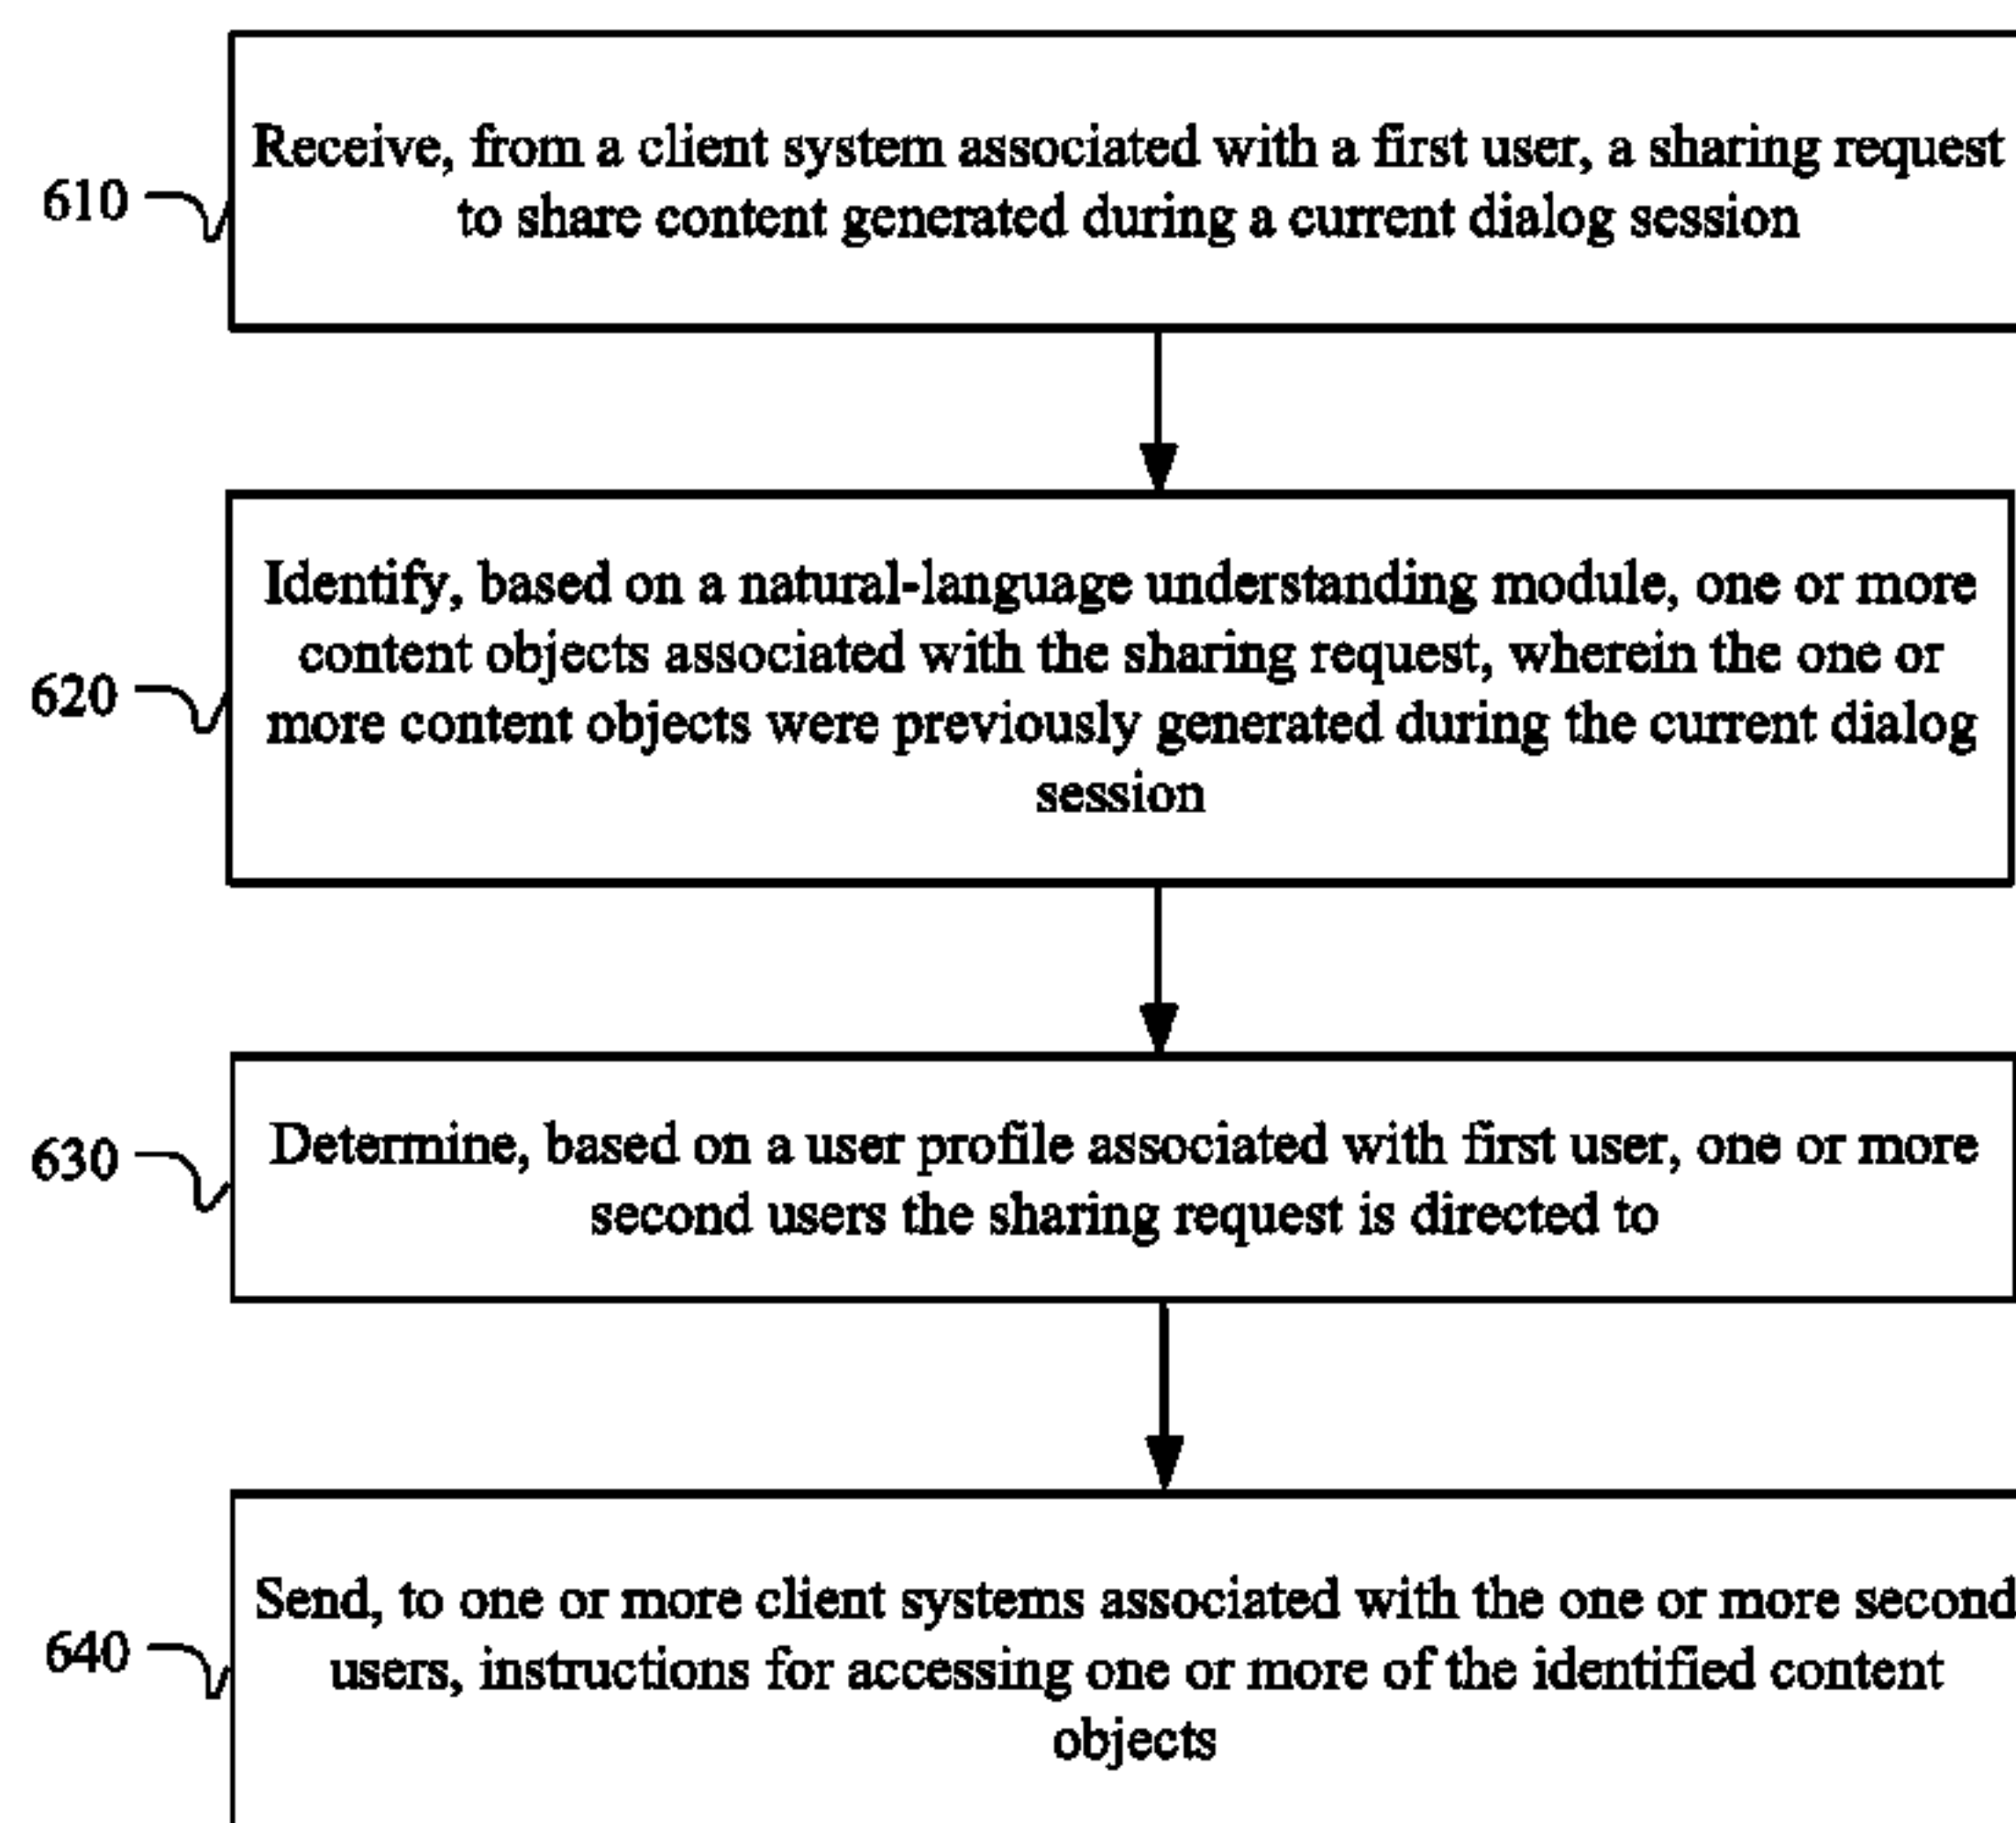 610
Receive, from a client system associated with a first user, a sharing request
to share content generated during a current dialog session
620
Identify, based on a natural-language understanding module, one or more
content objects associated with the sharing request, wherein the one or
more content objects were previously generated during the current dialog
session
630
Determine, based on a user profile associated with first user, one or more
second users the sharing request is directed to
640
Send, to one or more client systems associated with the one or more second
users, instructions for accessing one or more of the identified content
objects